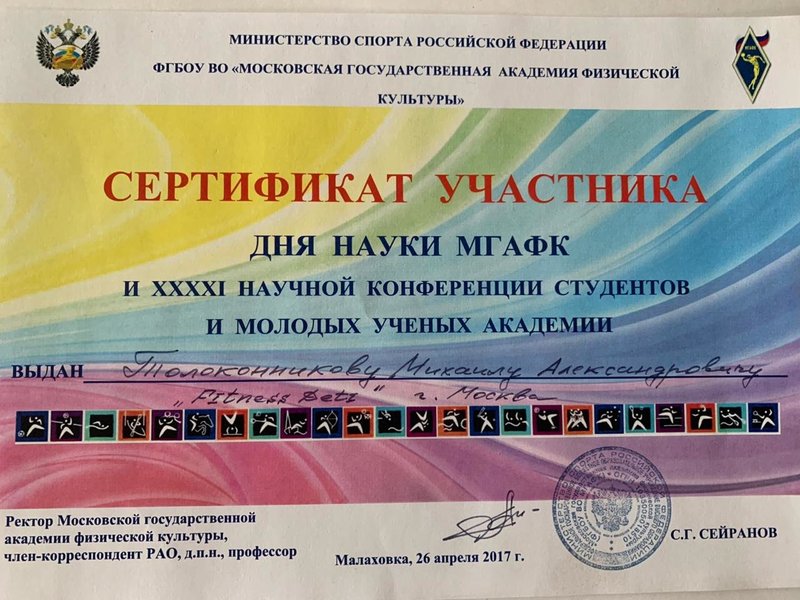 МИНИСТЕРСТВО СПОРТА РОССИЙСКОЙ ФЕДЕРАЦИИ
ФГБОУ ВО «МОСКОВСКАЯ ГОСУДАРСТВЕННАЯ АКАДЕМИЯ ФИЗИЧЕСКОЙ
КУЛЬТУРЫ»
СЕРТИФИКАТ УЧАСТНИКА
ДНЯ НАУКИ МГАФК
И XXXXI НАУЧНОЙ КОНФЕРЕНЦИИ СТУДЕНТОВ
И МОЛОДЫХ УЧЕНЫХ АКАДЕМИИ
ВЫДАН Толоконникову Михаилу Александровичу
"Fitness Deti" г. Москва
Ректор Московской государственной
академии физической культуры,
член-корреспондент РАО, д.п.н., профессор
С.Г. СЕЙРАНОВ
Малаховка, 26 апреля 2017 г.